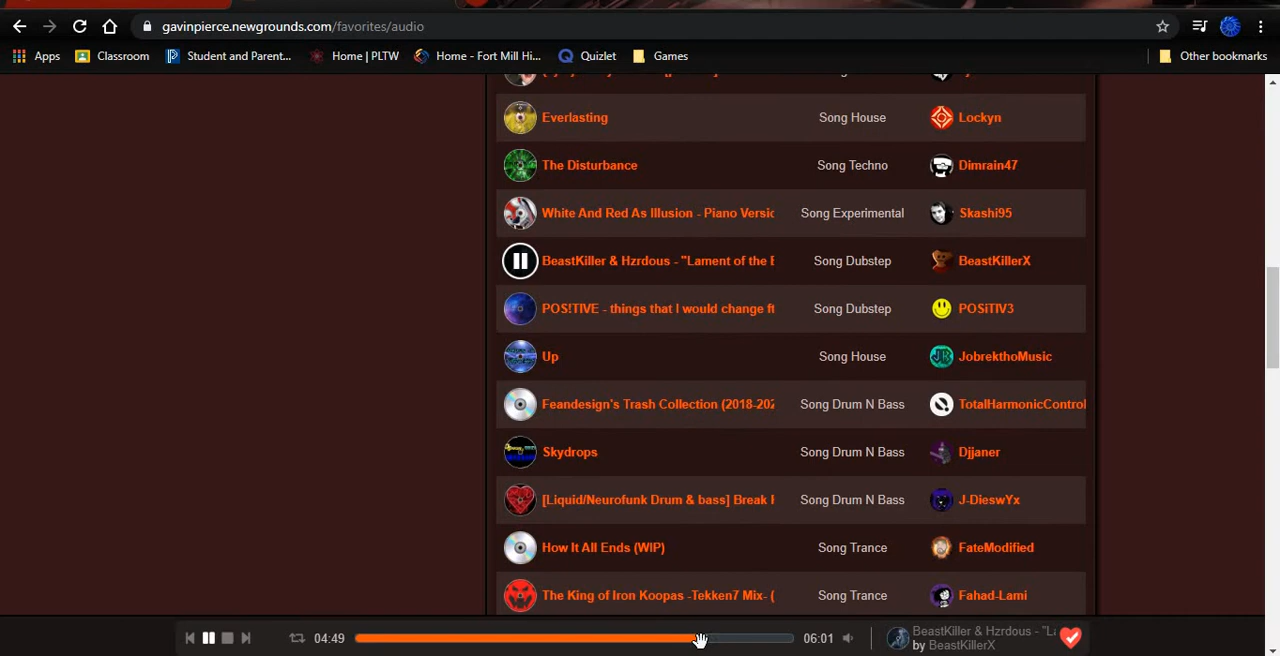 gavinpierce.newgrounds.com/favorites/audio
Apps Classroom Student and Parent... Home | PLTW Home - Fort Mill Hi... Quizlet Games Other bookmarks
Everlasting Song House Lockyn
The Disturbance Song Techno Dimrain47
White And Red As Illusion - Piano Versic Song Experimental Skashi95
BeastKiller & Hzrdous - "Lament of the E Song Dubstep BeastKillerX
POS!TIVE - things that I would change ft Song Dubstep POSiTIV3
Up Song House JobrekthoMusic
Feandesign's Trash Collection (2018-202 Song Drum N Bass TotalHarmonicControl
Skydrops Song Drum N Bass Djjaner
[Liquid/Neurofunk Drum & bass] Break F Song Drum N Bass J-DieswYx
How It All Ends (WIP) Song Trance FateModified
The King of Iron Koopas -Tekken7 Mix- ( Song Trance Fahad-Lami
04:49 06:01 BeastKiller & Hzrdous - "La
by BeastKillerX